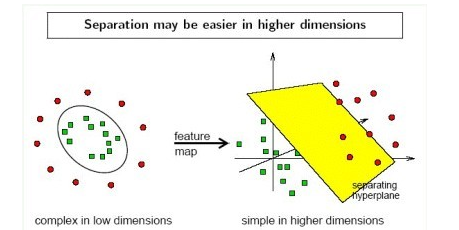 Separation may be easier in higher dimensions
feature
map
separating
hyperplane
complex in low dimensions
simple in higher dimensions